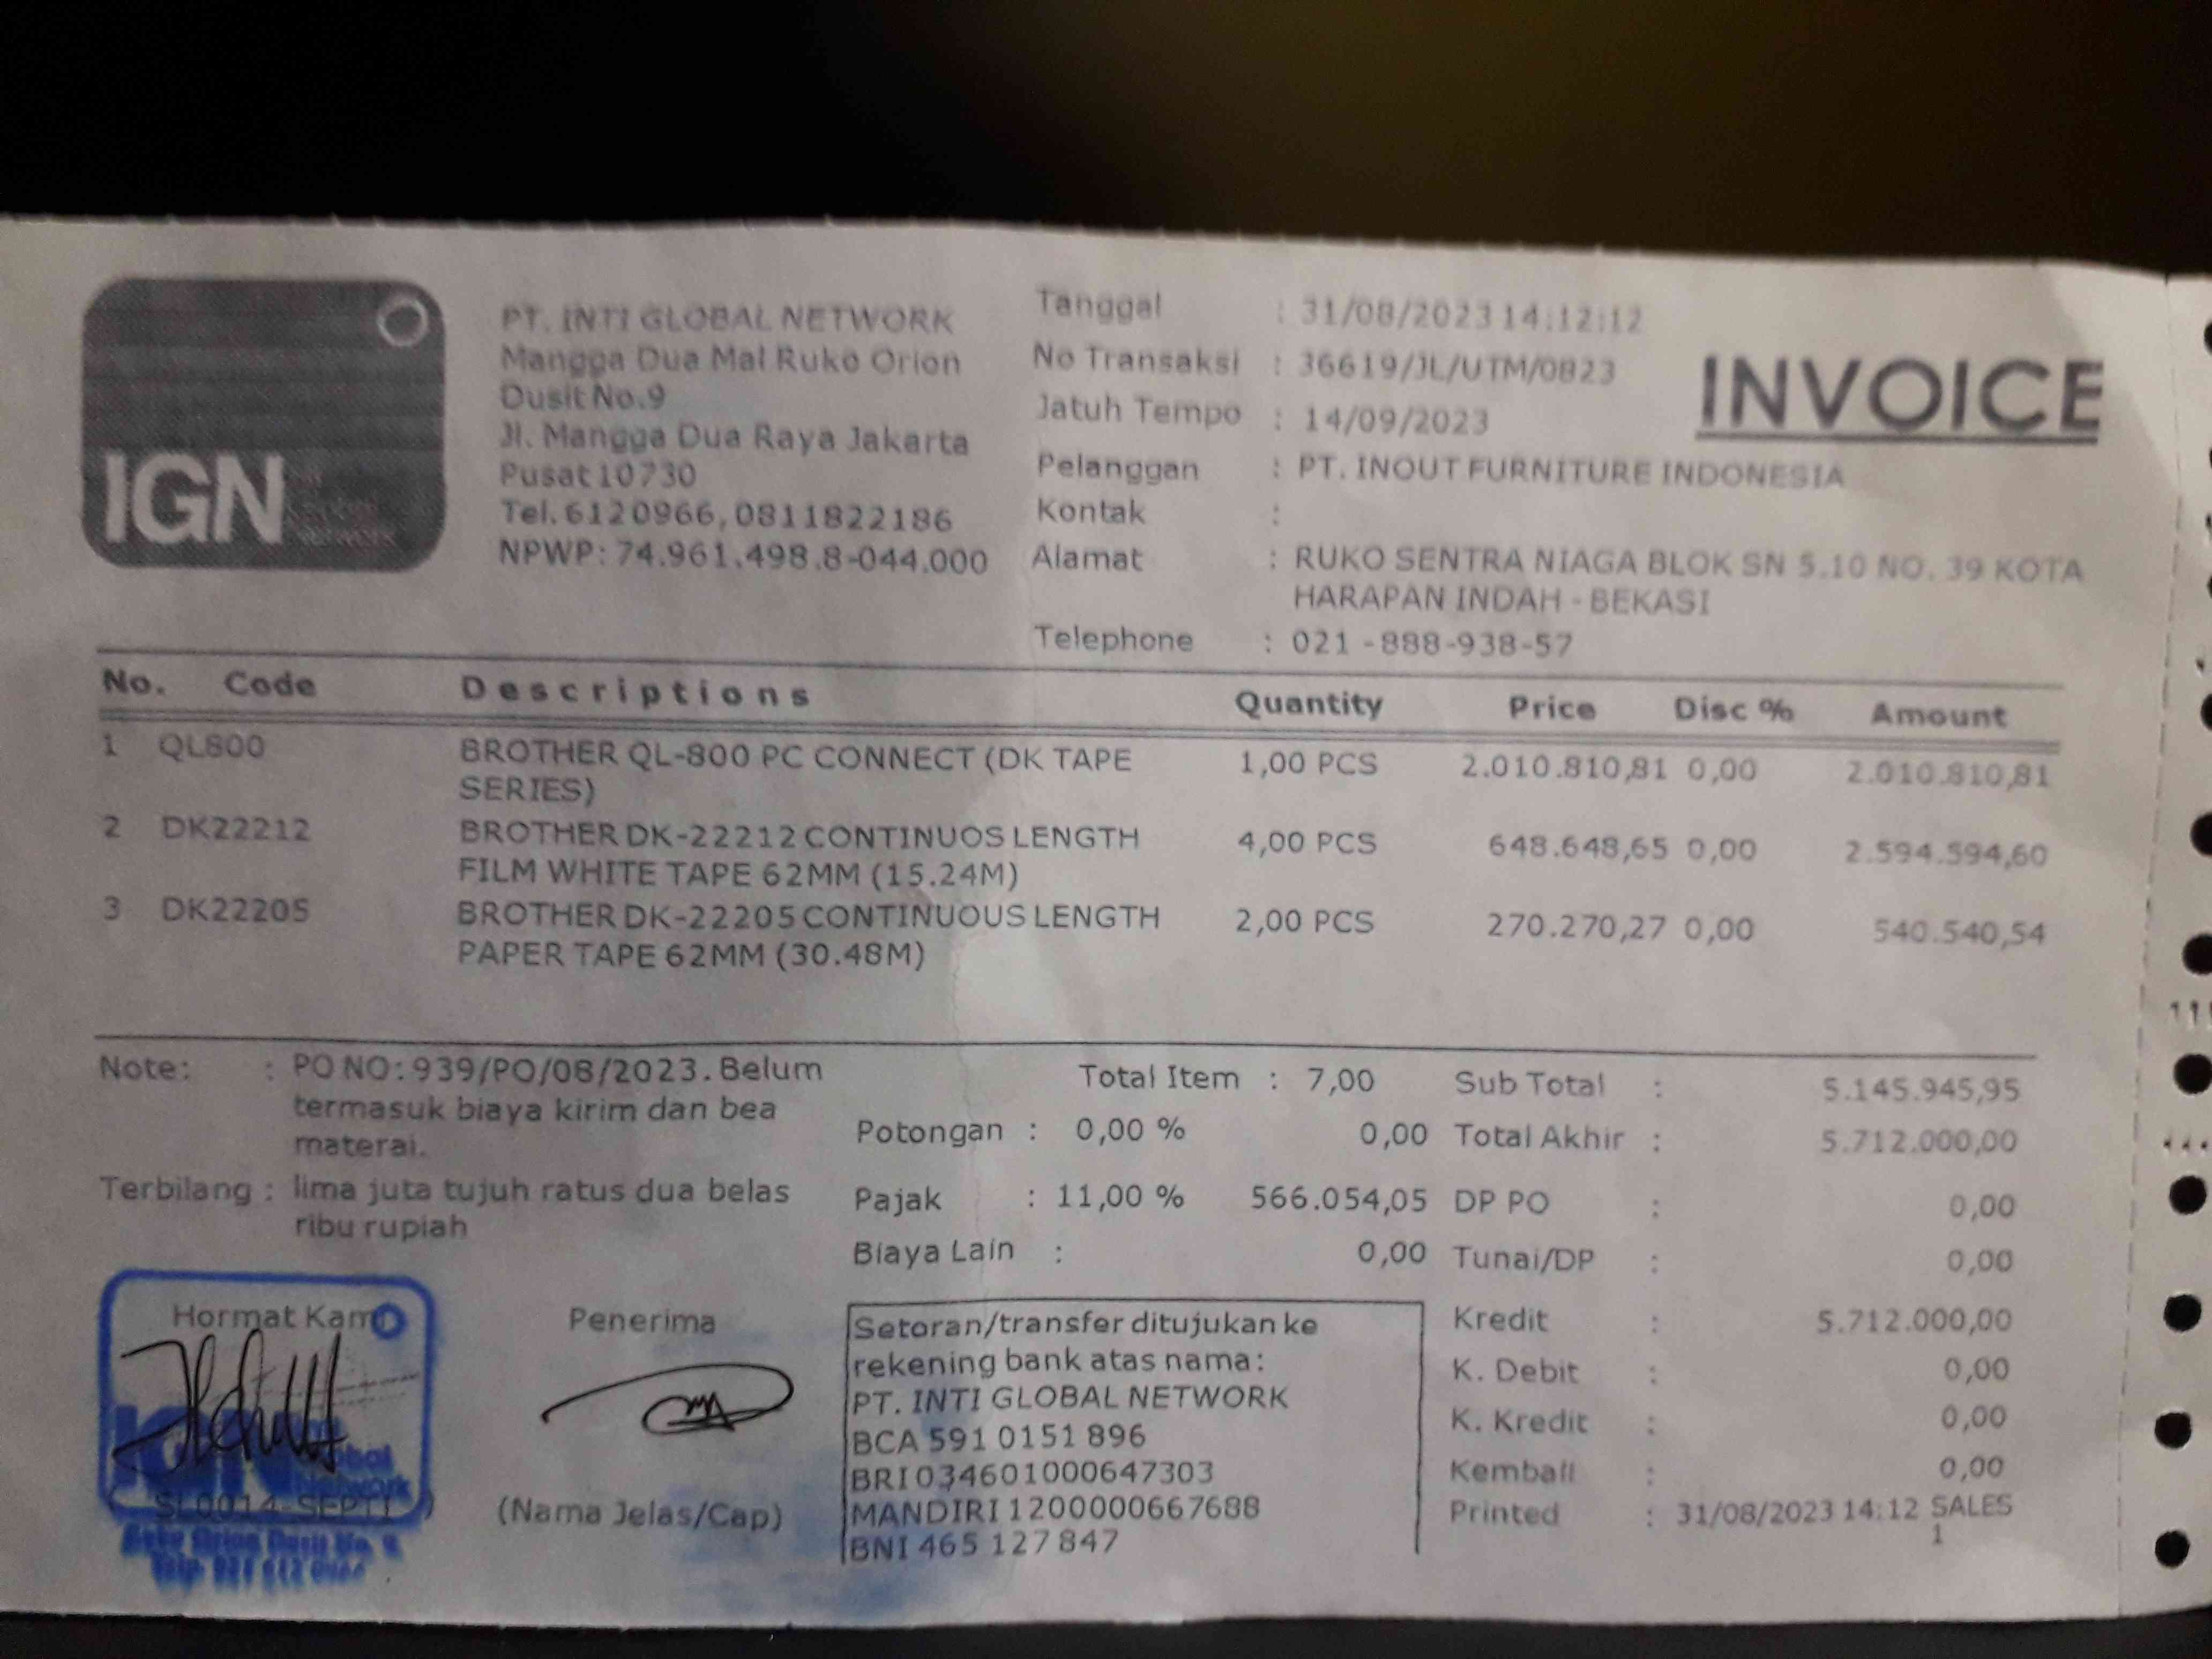 IGN
PT. INTI GLOBAL NETWORK
Mangga Dua Mal Ruko Orion
Dusit No.9
Jl. Mangga Dua Raya Jakarta
Pusat 10730
Tel. 6120966, 0811822186
NPWP: 74.961.498.8-044.000
Tanggal : 31/08/2023 14:12:12
No Transaksi : 36619/JL/UTM/0823
Jatuh Tempo : 14/09/2023
Pelanggan : PT. INOUT FURNITURE INDONESIA
Kontak :
Alamat : RUKO SENTRA NIAGA BLOK SN 5.10 NO. 39 KOTA
HARAPAN INDAH - BEKASI
Telephone : 021 - 888-938-57
INVOICE
No. Code Descriptions Quantity Price Disc % Amount
1 QL800 BROTHER QL-800 PC CONNECT (DK TAPE 1,00 PCS 2.010.810,81 0,00 2.010.810,81
SERIES)
2 DK22212 BROTHER DK-22212 CONTINUOS LENGTH 4,00 PCS 648.648,65 0,00 2.594.594,60
FILM WHITE TAPE 62MM (15.24M)
3 DK22205 BROTHER DK-22205 CONTINUOUS LENGTH 2,00 PCS 270.270,27 0,00 540.540,54
PAPER TAPE 62MM (30.48M)
Note: : PO NO: 939/PO/08/2023. Belum
termasuk biaya kirim dan bea
materai.
Terbilang : lima juta tujuh ratus dua belas
ribu rupiah
Total Item : 7,00
Potongan : 0,00 % 0,00
Pajak : 11,00 % 566.054,05
Biaya Lain : 0,00
Sub Total : 5.145.945,95
Total Akhir : 5.712.000,00
DP PO : 0,00
Tunai/DP : 0,00
Kredit : 5.712.000,00
K. Debit : 0,00
K. Kredit : 0,00
Kembali : 0,00
Printed : 31/08/2023 14:12 SALES
1
Hormat Kami
IGN
Global
Network
( SL0014-SEPTI )
Ruko Orion Dusit No. 9
Penerima
(Nama Jelas/Cap)
Setoran/transfer ditujukan ke
rekening bank atas nama:
PT. INTI GLOBAL NETWORK
BCA 591 0151 896
BRI 034601000647303
MANDIRI 1200000667688
BNI 465 127 847